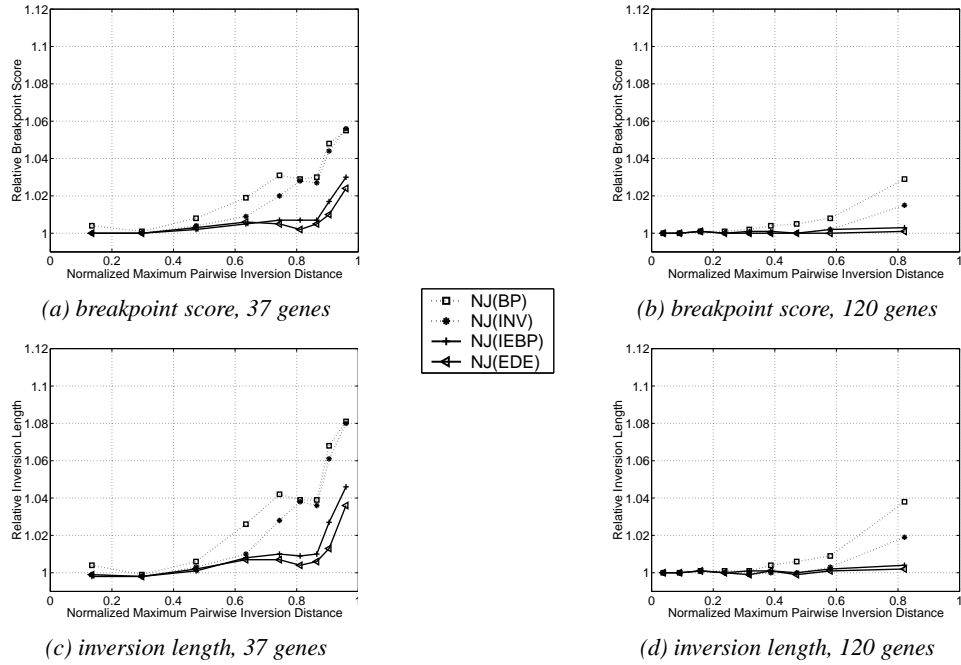 1.12
1.1
1.08
1.06
1.04
1.02
1
Relative Breakpoint Score
0 0.2 0.4 0.6 0.8 1
Normalized Maximum Pairwise Inversion Distance
(a) breakpoint score, 37 genes
1.12
1.1
1.08
1.06
1.04
1.02
1
Relative Breakpoint Score
0 0.2 0.4 0.6 0.8 1
Normalized Maximum Pairwise Inversion Distance
(b) breakpoint score, 120 genes
NJ(BP)
NJ(INV)
NJ(IEBP)
NJ(EDE)
1.12
1.1
1.08
1.06
1.04
1.02
1
Relative Inversion Length
0 0.2 0.4 0.6 0.8 1
Normalized Maximum Pairwise Inversion Distance
(c) inversion length, 37 genes
1.12
1.1
1.08
1.06
1.04
1.02
1
Relative Inversion Length
0 0.2 0.4 0.6 0.8 1
Normalized Maximum Pairwise Inversion Distance
(d) inversion length, 120 genes